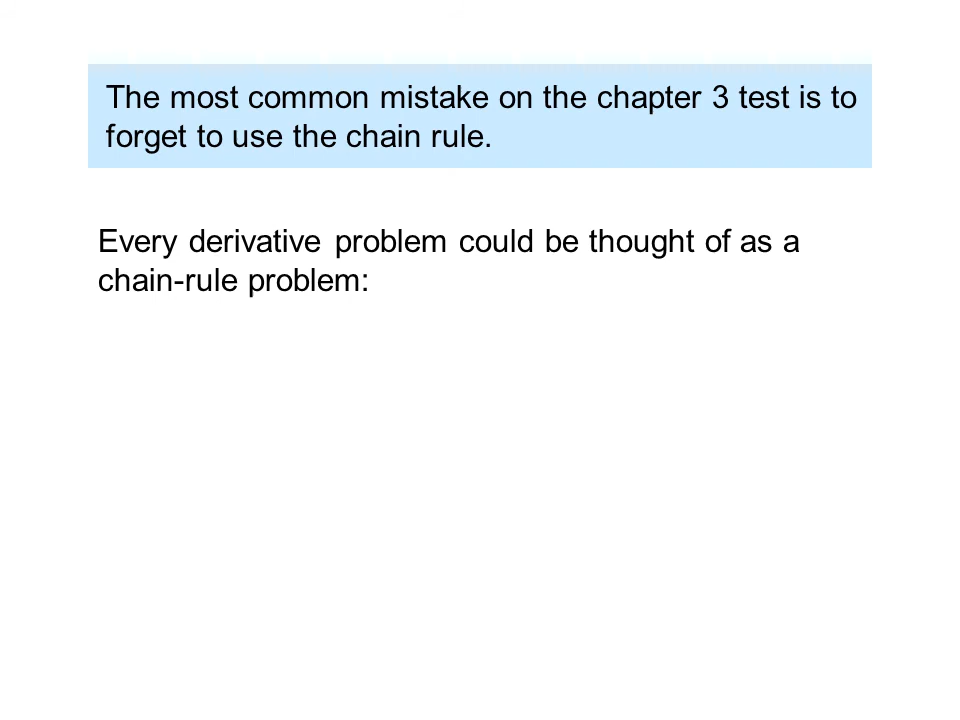 The most common mistake on the chapter 3 test is to
forget to use the chain rule.
Every derivative problem could be thought of as a
chain-rule problem: